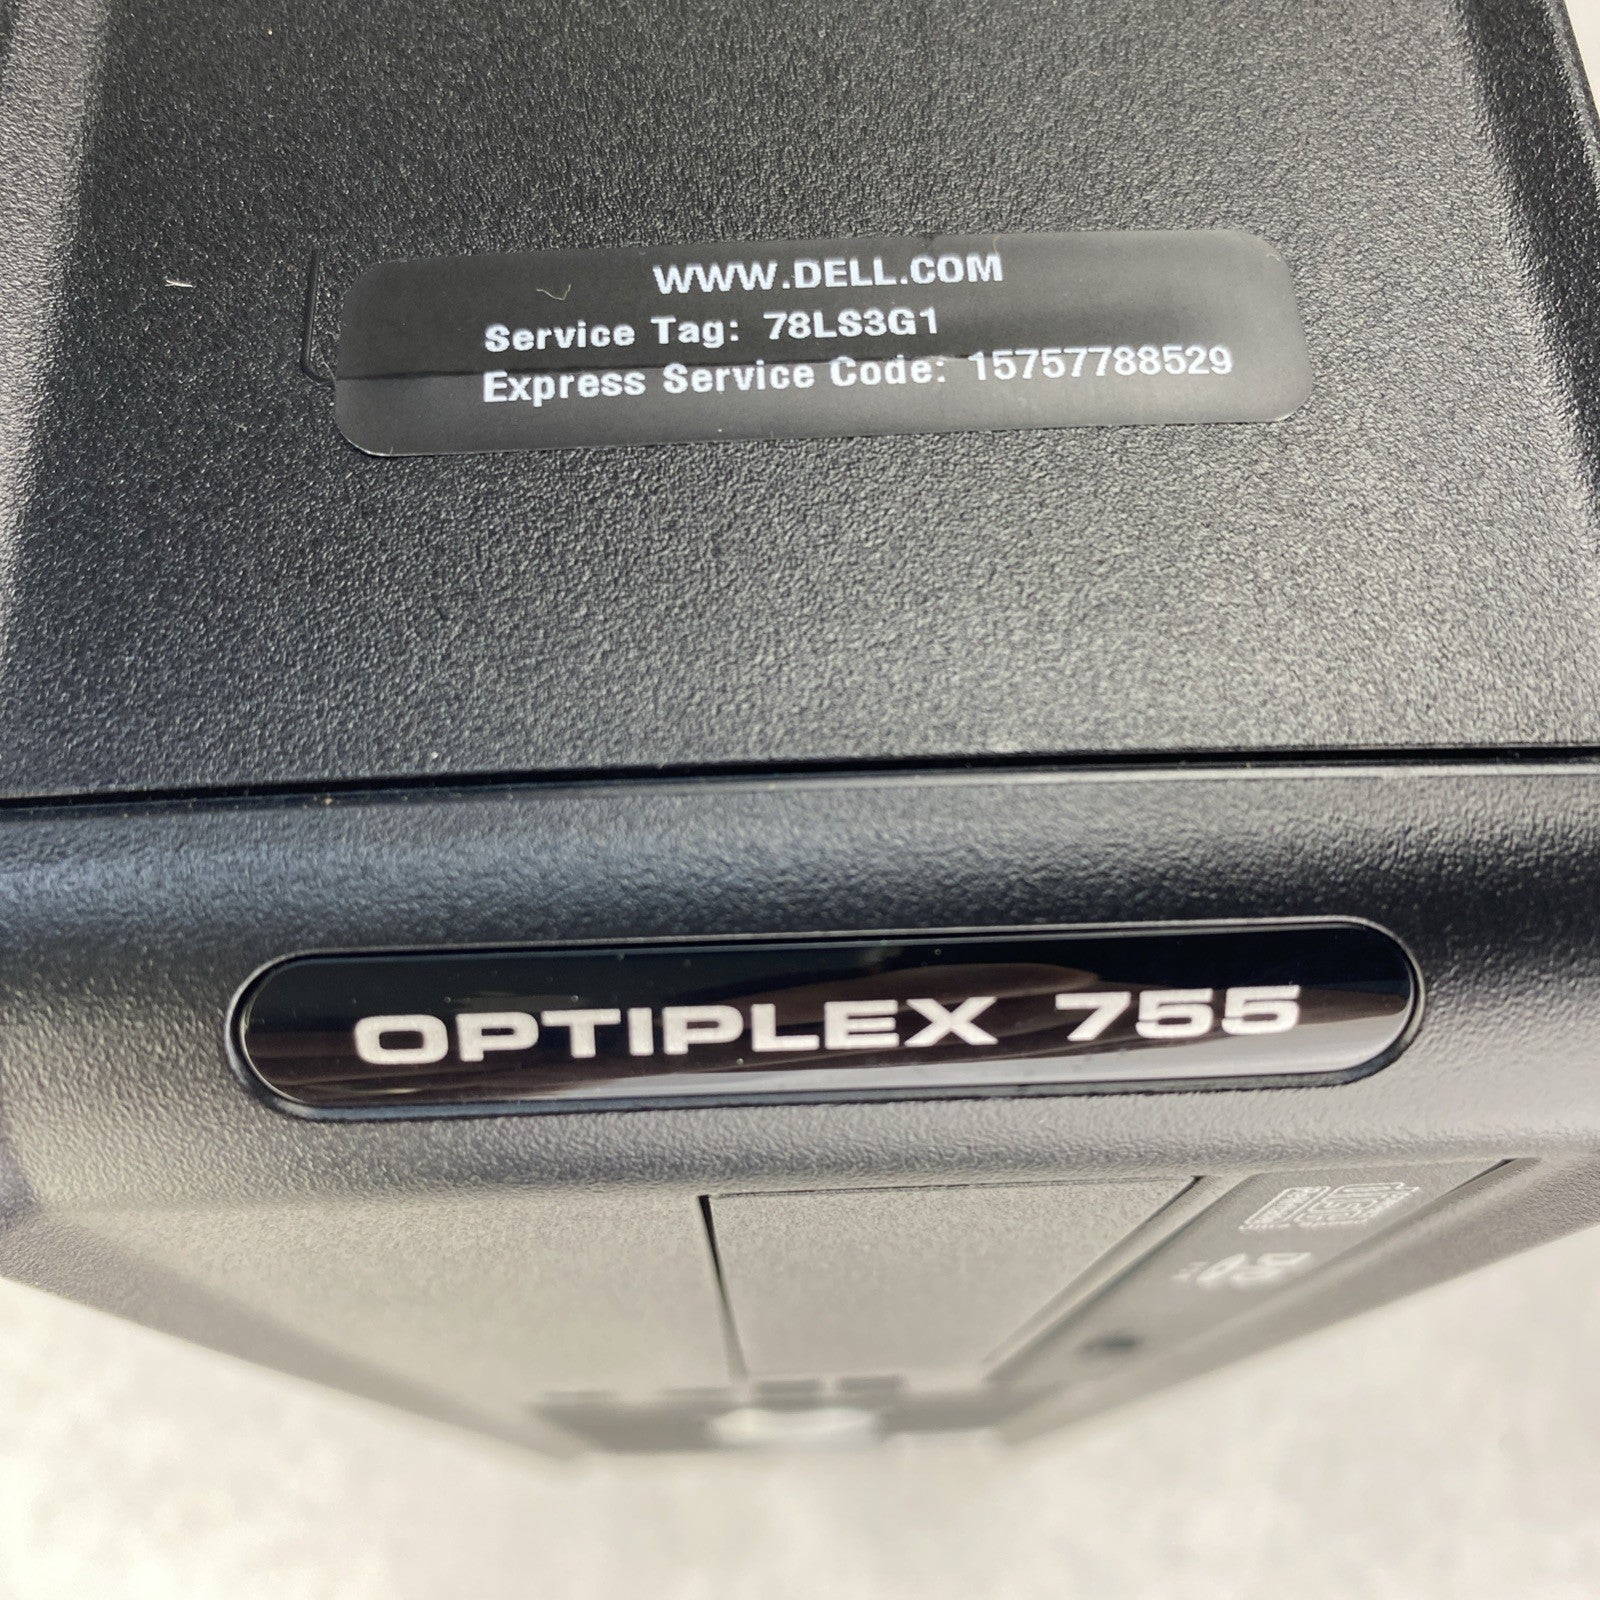 WWW.DELL.COM
Service Tag: 78LS3G1
Express Service Code: 15757788529
OPTIPLEX 755